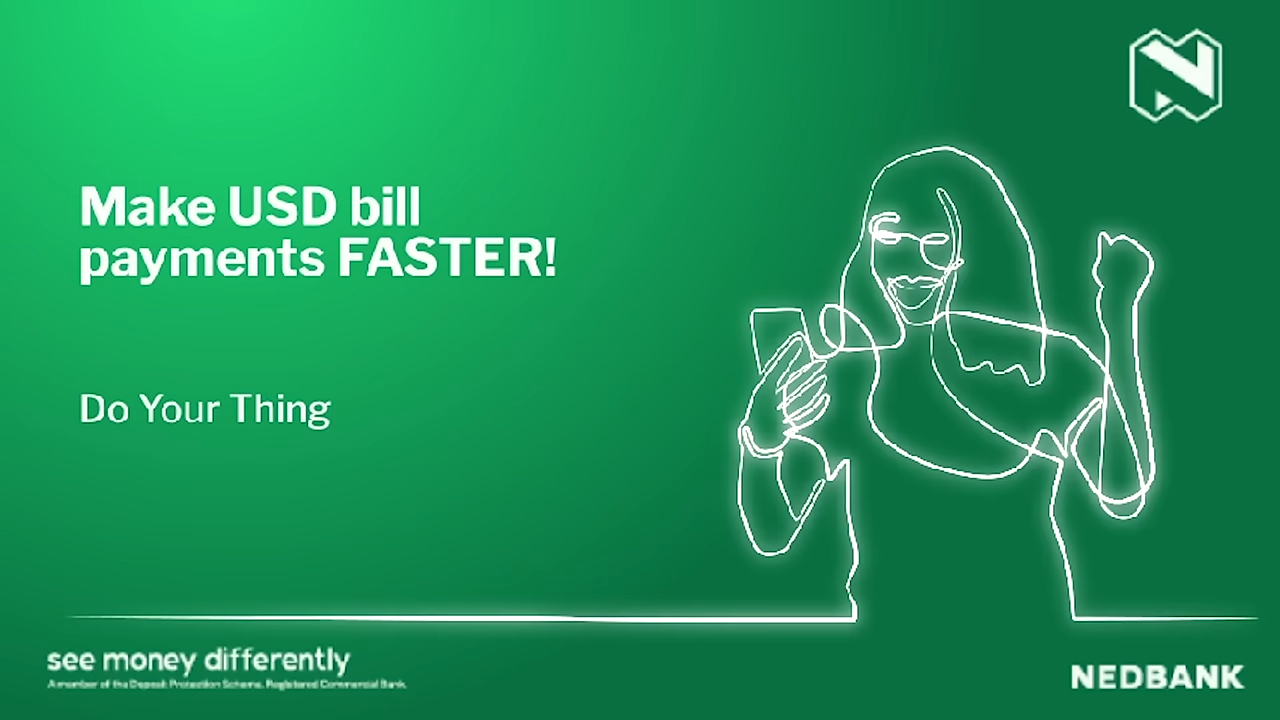 Make USD bill
payments FASTER!
Do Your Thing
see money differently
A member of the Deposit Protection Scheme. Registered Commercial Bank.
NEDBANK